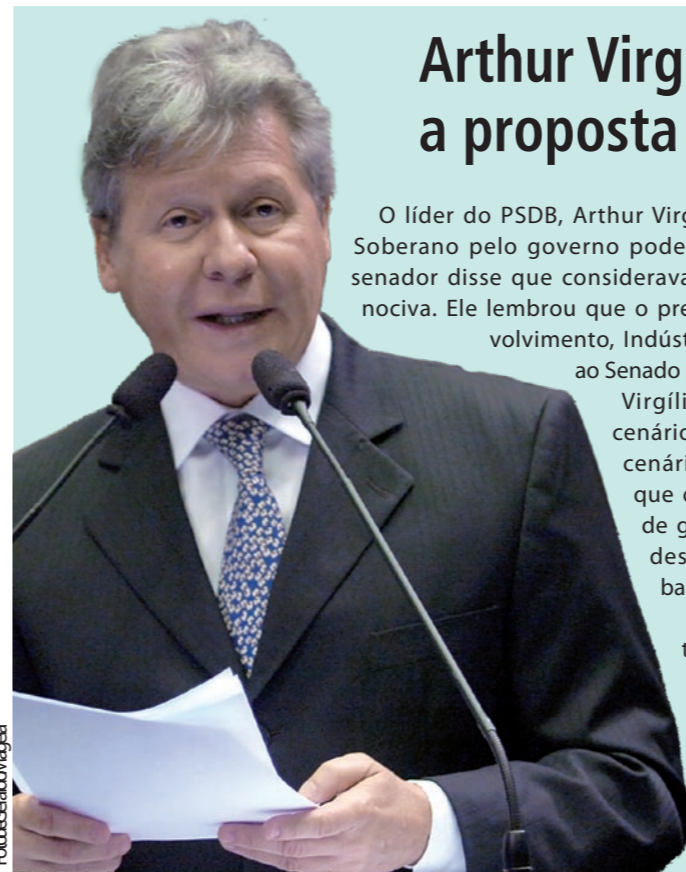 Arthur Virg
a proposta
O líder do PSDB, Arthur Virg
Soberano pelo governo pode
senador disse que considerava
nociva. Ele lembrou que o pre
volvimento, Indúst
ao Senado
Virgíli
cenário
cenári
que
de g
des
ba
t